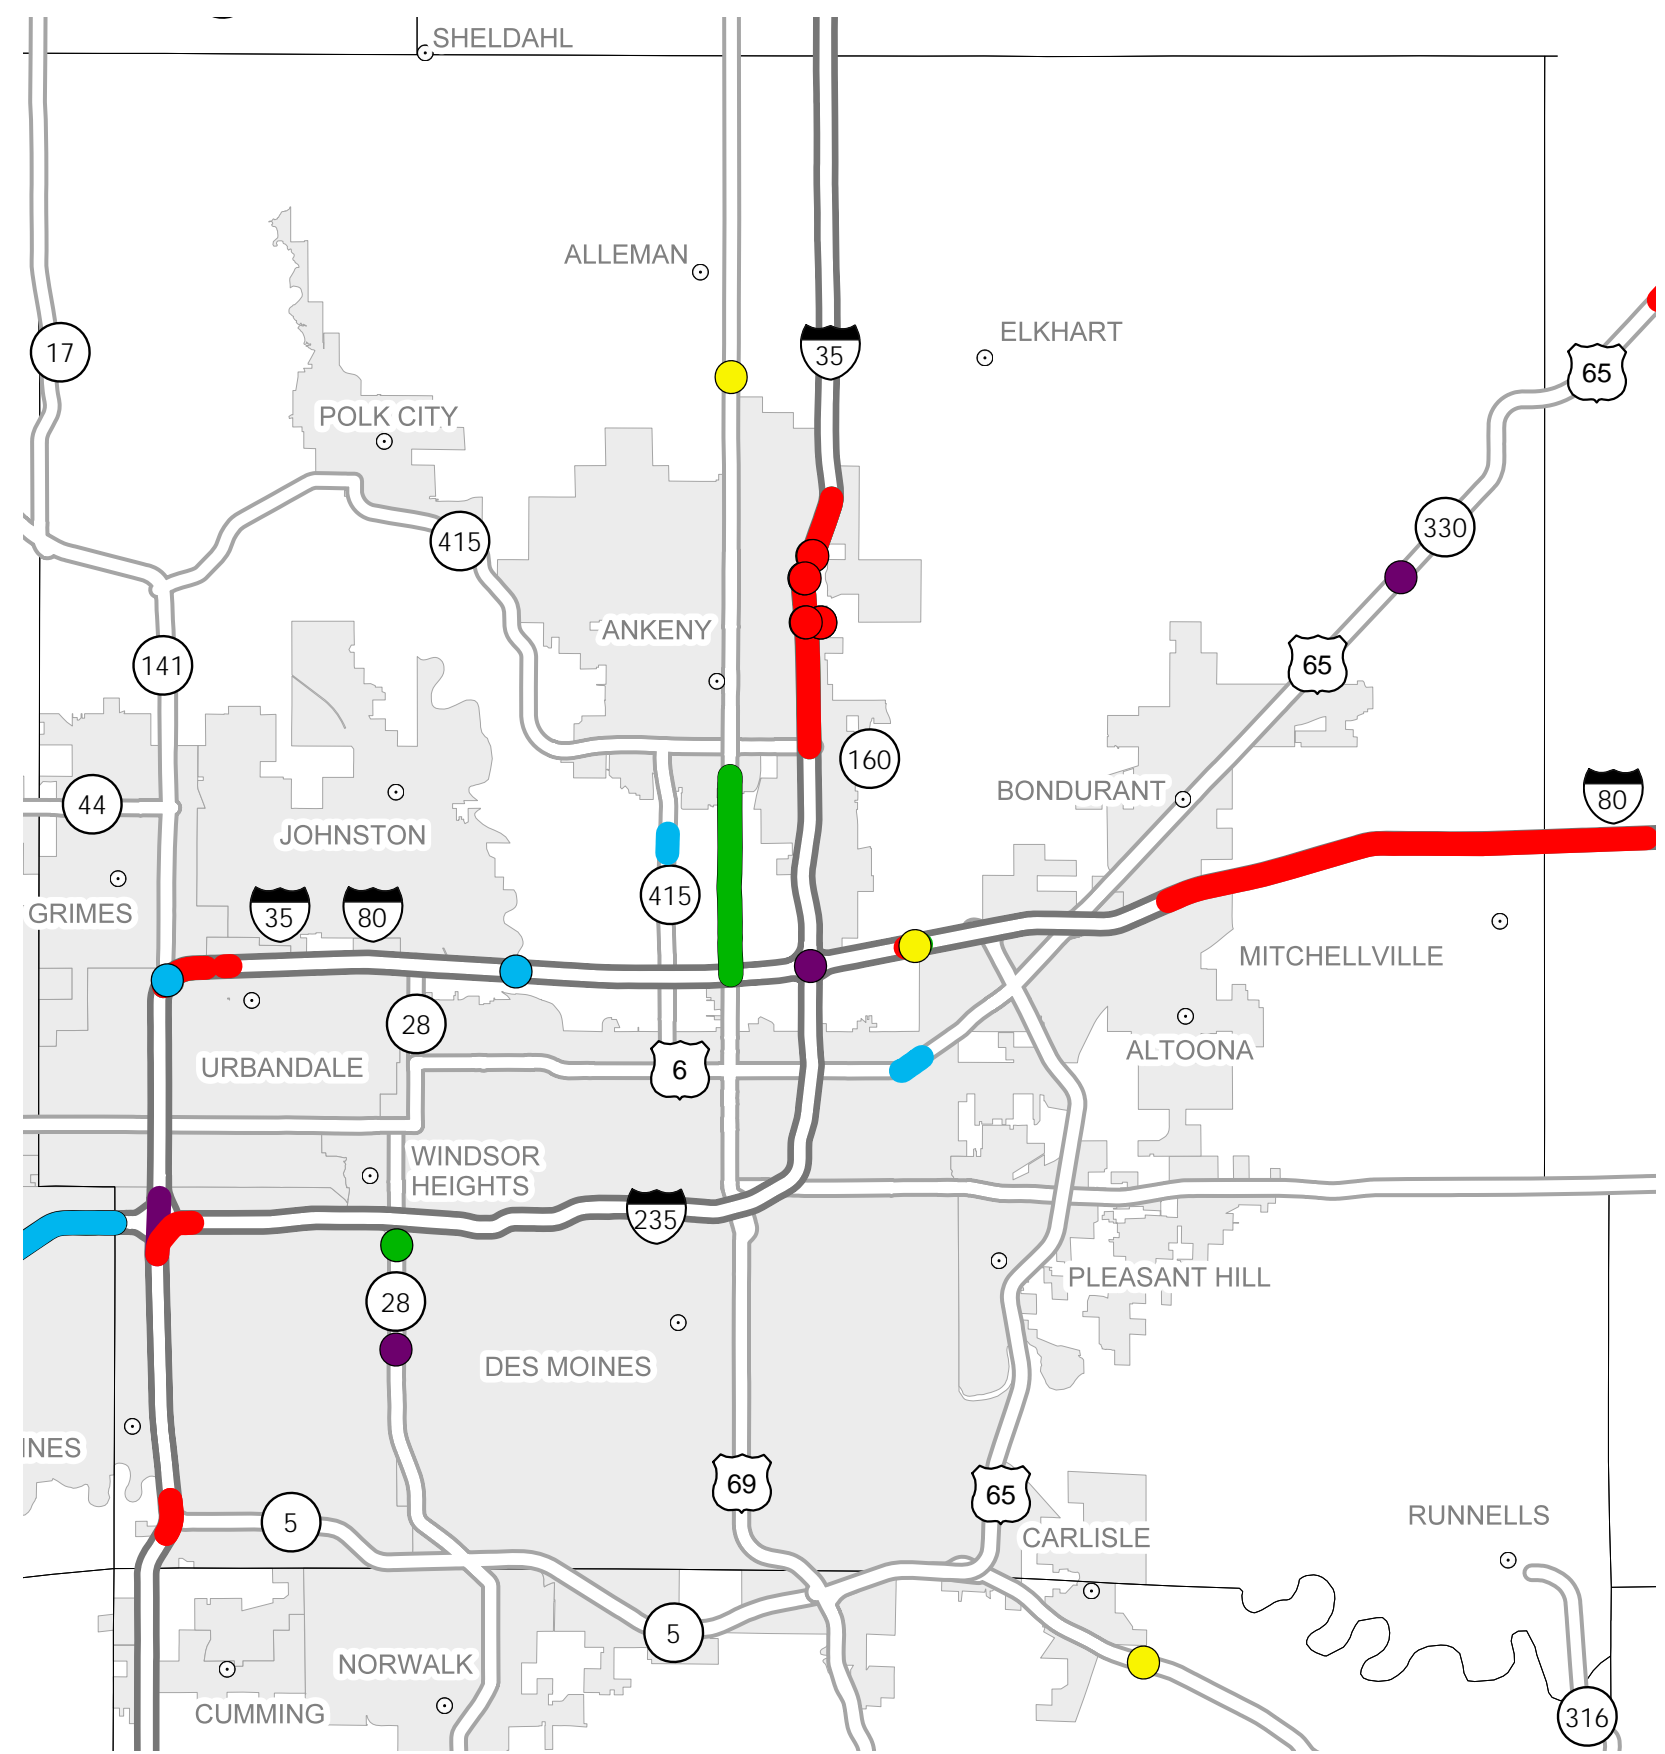 SHELDAHL
ALLEMAN
ELKHART
35
17
65
POLK CITY
330
415
ANKENY
141
65
160
44
BONDURANT
80
JOHNSTON
415
35
80
GRIMES
MITCHELLVILLE
28
URBANDALE
6
ALTOONA
WINDSOR
HEIGHTS
235
PLEASANT HILL
28
DES MOINES
INES
69
65
5
CARLISLE
RUNNELLS
5
NORWALK
CUMMING
316